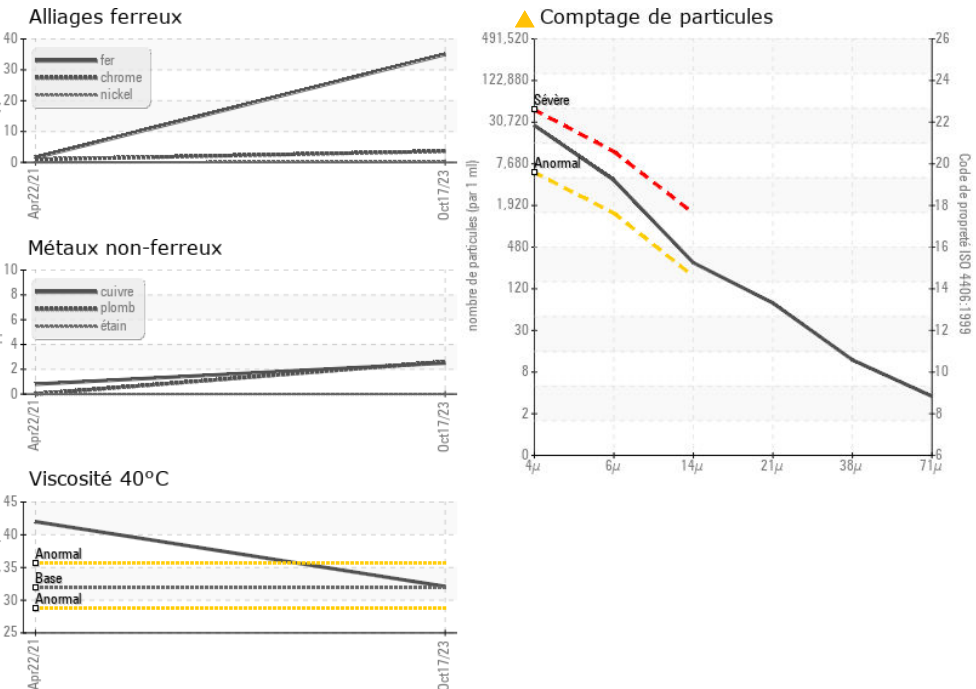 Alliages ferreux
40
30
20
10
0
fer
chrome
nickel
Apr22/21
Oct17/23
Métaux non-ferreux
10
8
6
4
2
0
cuivre
plomb
étain
Apr22/21
Oct17/23
Viscosité 40°C
45
40
35
30
25
Anormal
Base
Anormal
Apr22/21
Oct17/23
Comptage de particules
nombre de particules (par 1 ml)
491,520
122,880
30,720
7,680
1,920
480
120
30
8
2
0
Sévère
Anormal
4µ
6µ
14µ
21µ
38µ
71µ
26
24
22
20
18
16
14
12
10
8
6
Code de propreté ISO 4406:1999